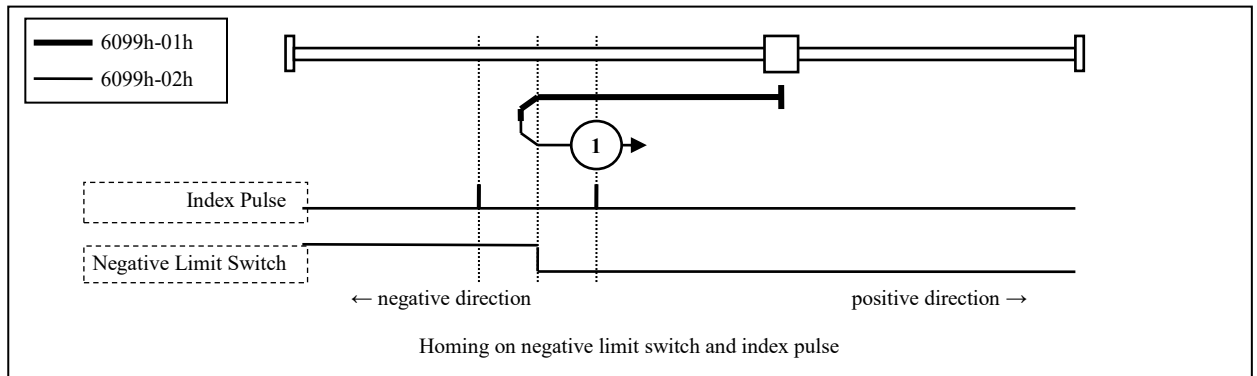 6099h-01h
6099h-02h
1
Index Pulse
Negative Limit Switch
← negative direction
positive direction →
Homing on negative limit switch and index pulse